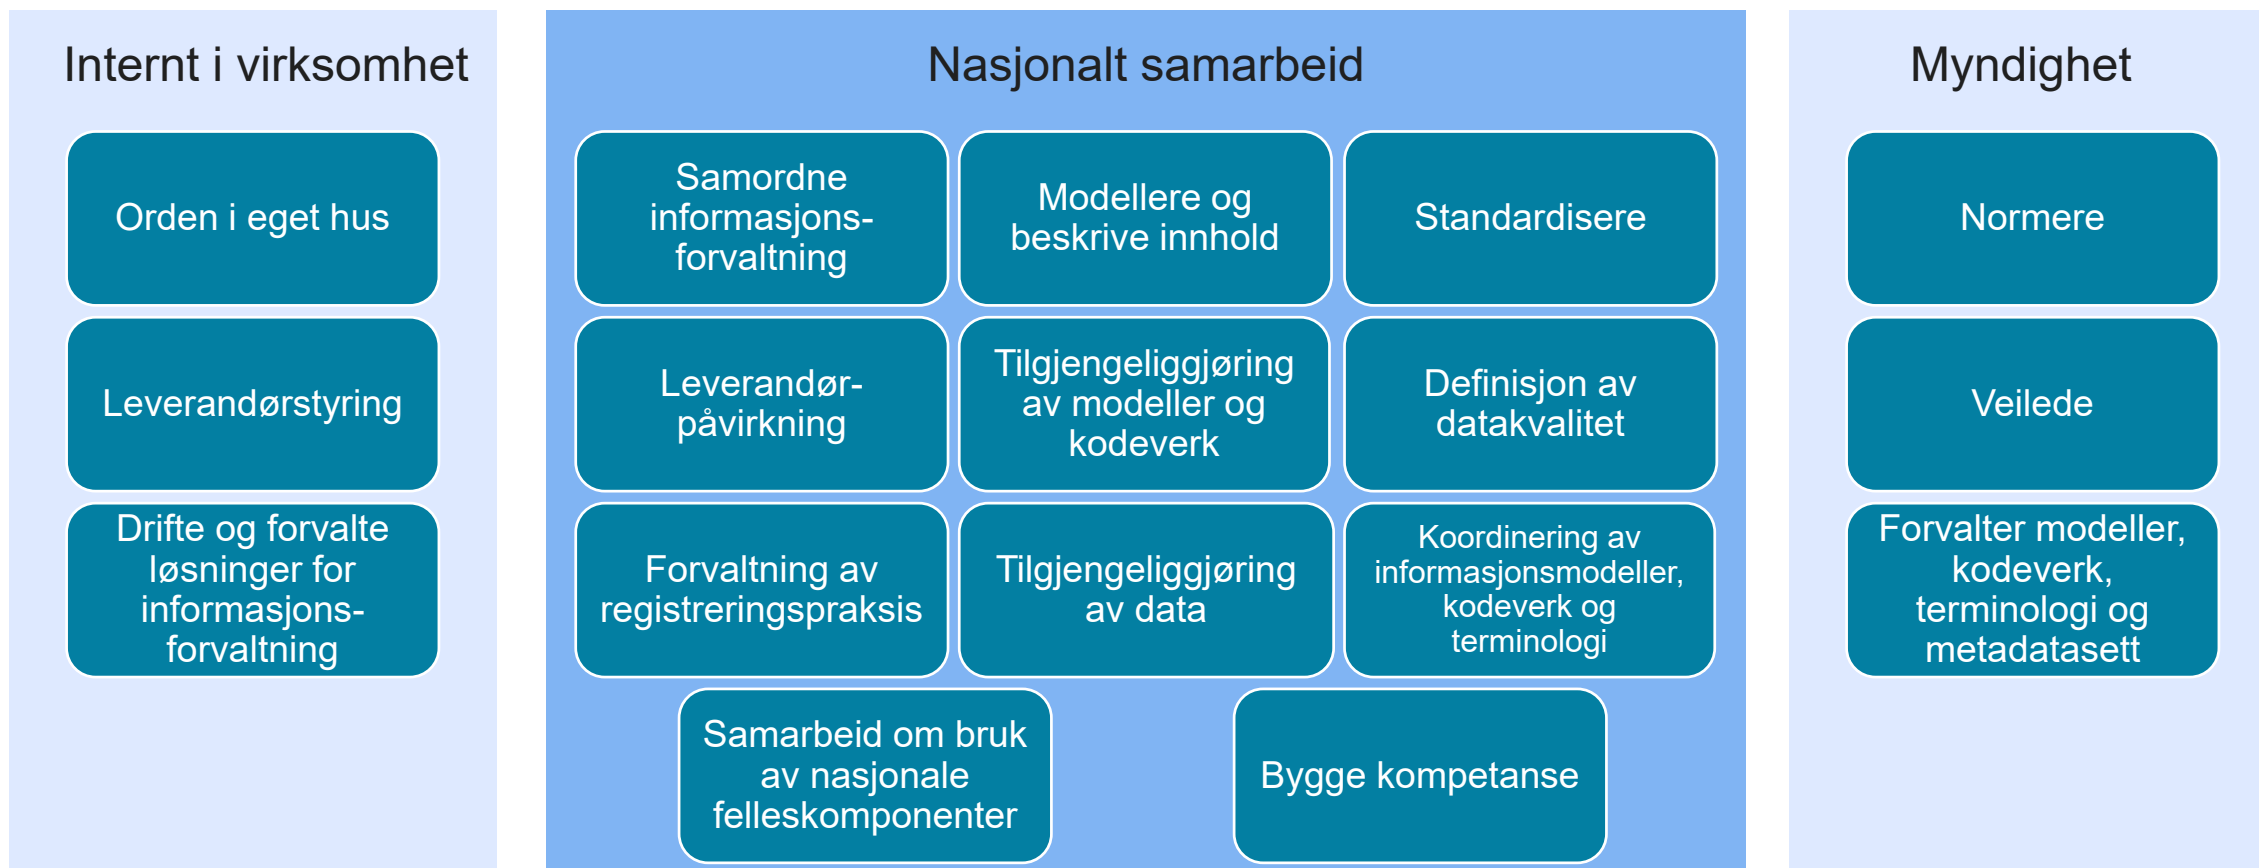 Internt i virksomhet
Orden i eget hus
Leverandørstyring
Drifte og forvalte
løsninger for
informasjons-
forvaltning
Nasjonalt samarbeid
Samordne
informasjons-
forvaltning
Modellere og
beskrive innhold
Standardisere
Leverandør-
påvirkning
Tilgjengeliggjøring
av modeller og
kodeverk
Definisjon av
datakvalitet
Forvaltning av
registreringspraksis
Tilgjengeliggjøring
av data
Koordinering av
informasjonsmodeller,
kodeverk og
terminologi
Samarbeid om bruk
av nasjonale
felleskomponenter
Bygge kompetanse
Myndighet
Normere
Veilede
Forvalter modeller,
kodeverk,
terminologi og
metadatasett